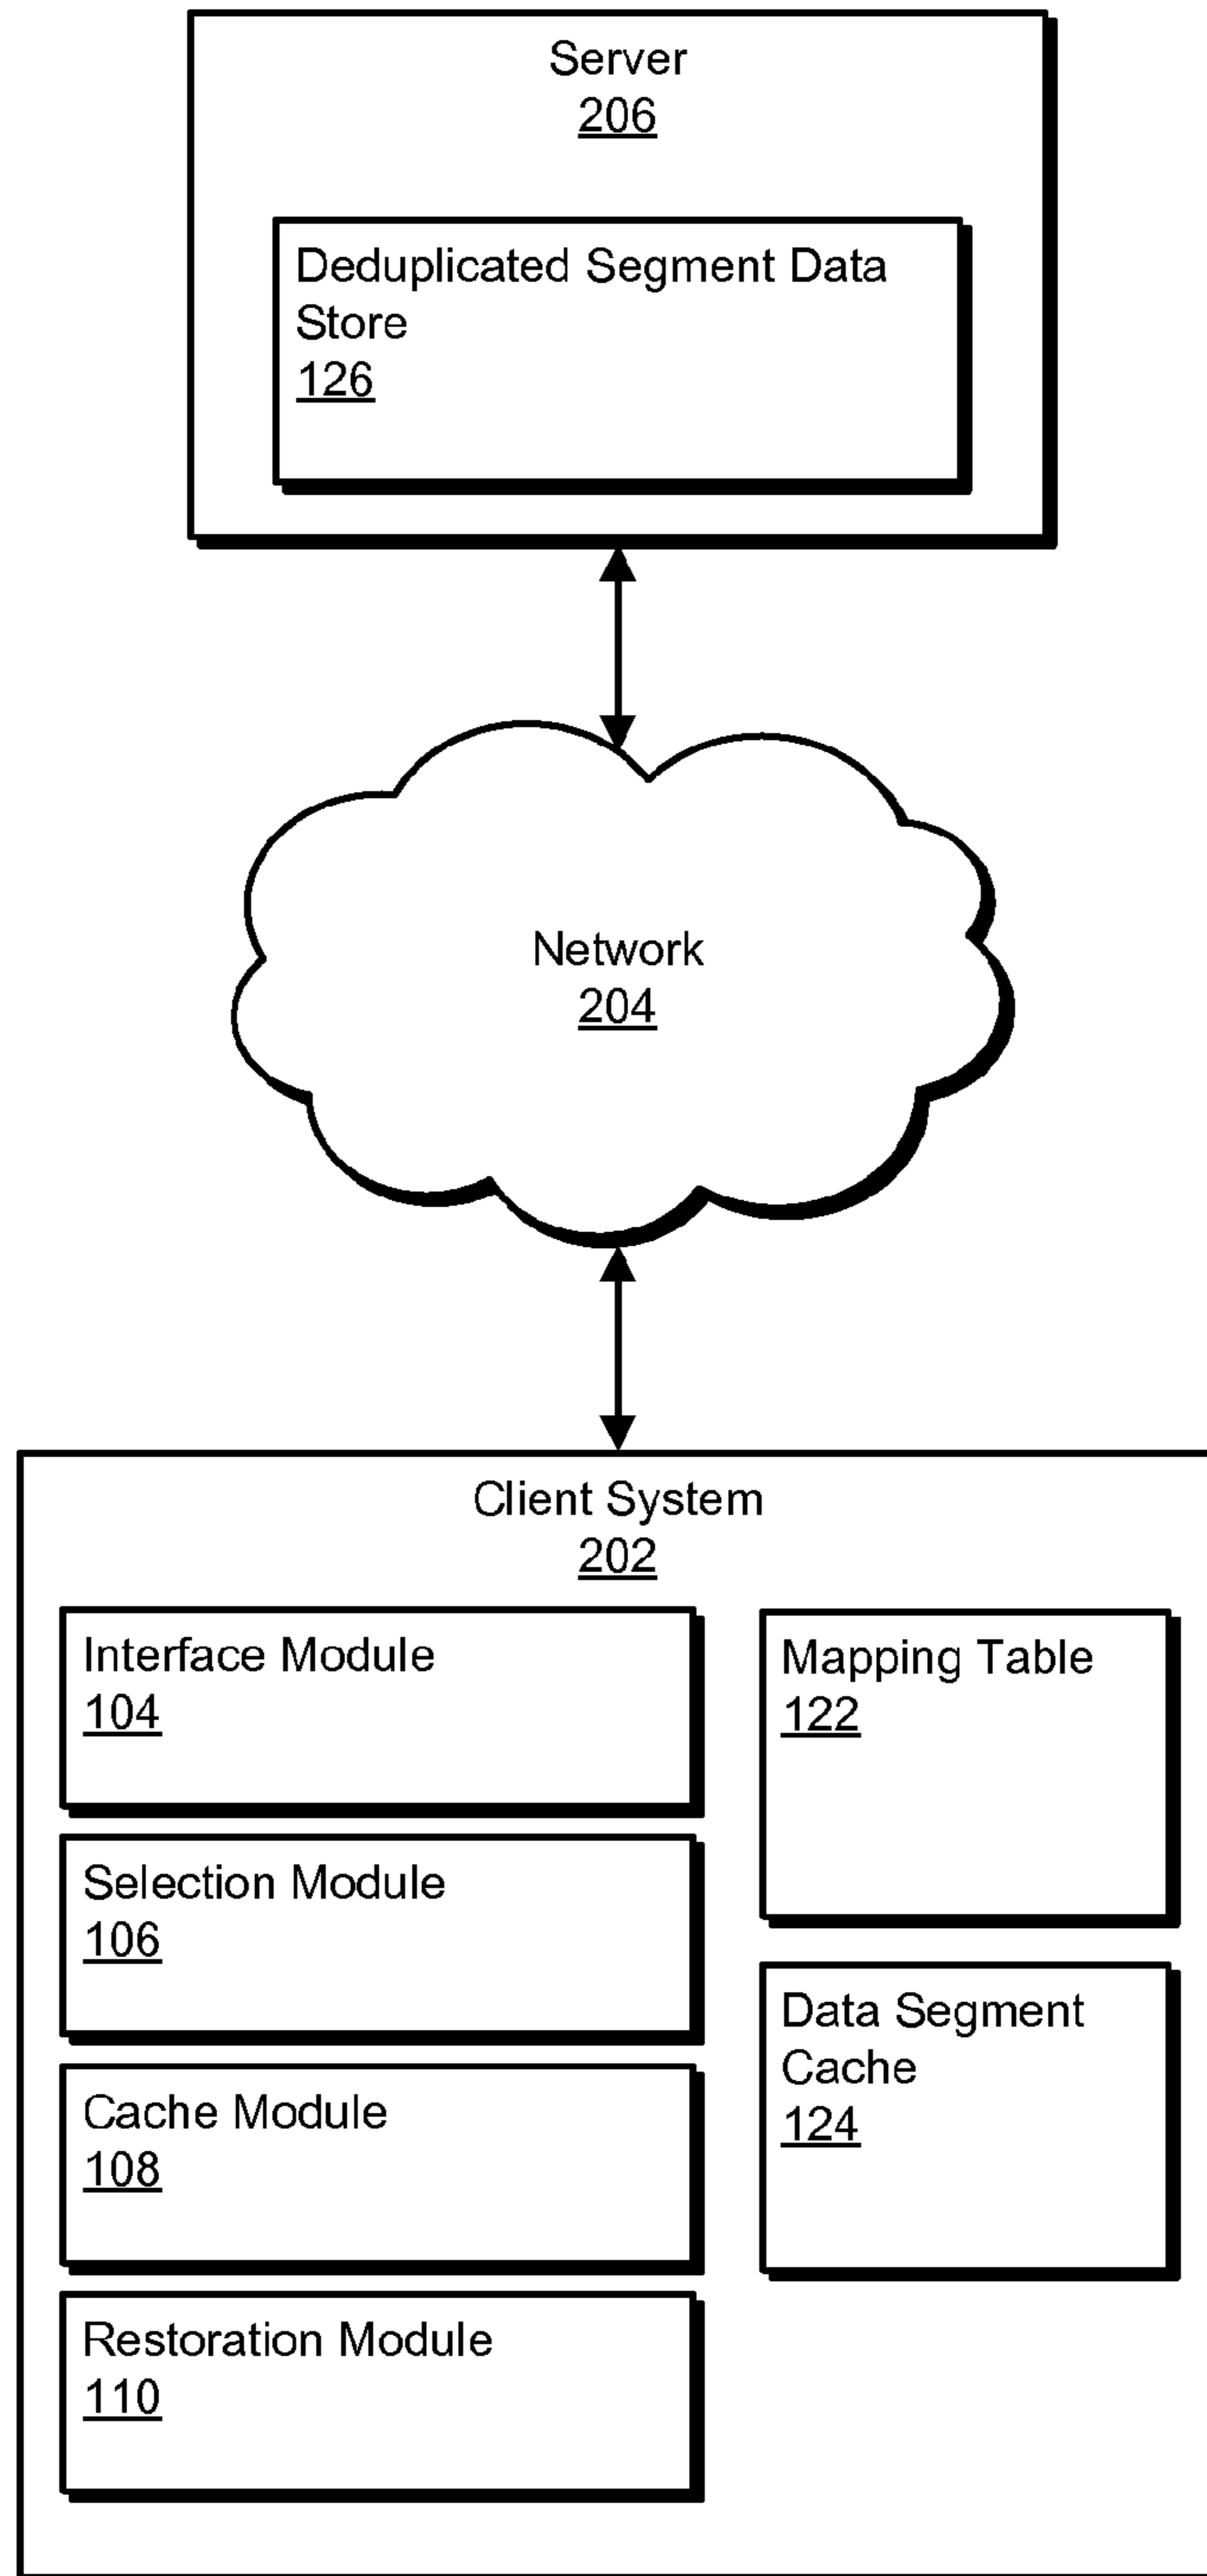 Server
206
Deduplicated Segment Data
Store
126
Network
204
Client System
202
Interface Module
104
Selection Module
106
Cache Module
108
Restoration Module
110
Mapping Table
122
Data Segment
Cache
124